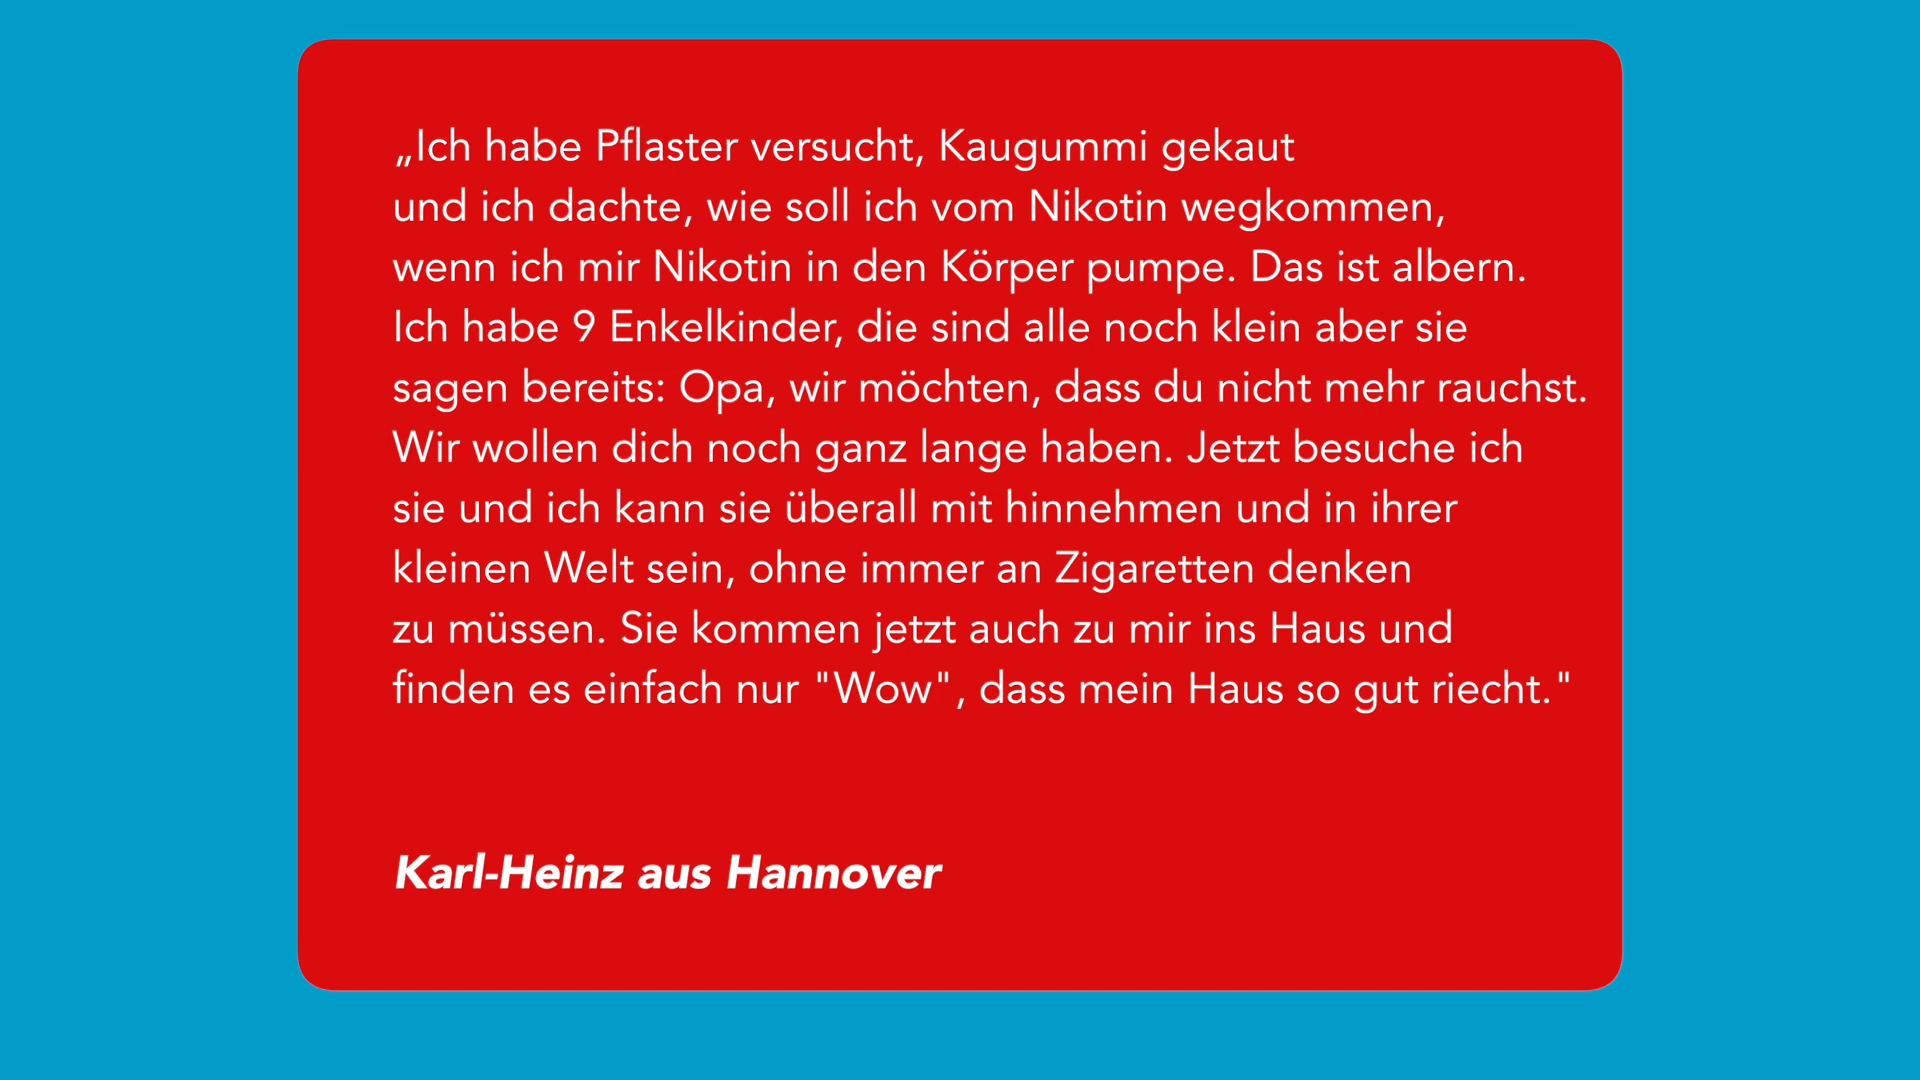 „Ich habe Pflaster versucht, Kaugummi gekaut
und ich dachte, wie soll ich vom Nikotin wegkommen,
wenn ich mir Nikotin in den Körper pumpe. Das ist albern.
Ich habe 9 Enkelkinder, die sind alle noch klein aber sie
sagen bereits: Opa, wir möchten, dass du nicht mehr rauchst.
Wir wollen dich noch ganz lange haben. Jetzt besuche ich
sie und ich kann sie überall mit hinnehmen und in ihrer
kleinen Welt sein, ohne immer an Zigaretten denken
zu müssen. Sie kommen jetzt auch zu mir ins Haus und
finden es einfach nur "Wow", dass mein Haus so gut riecht."
Karl-Heinz aus Hannover